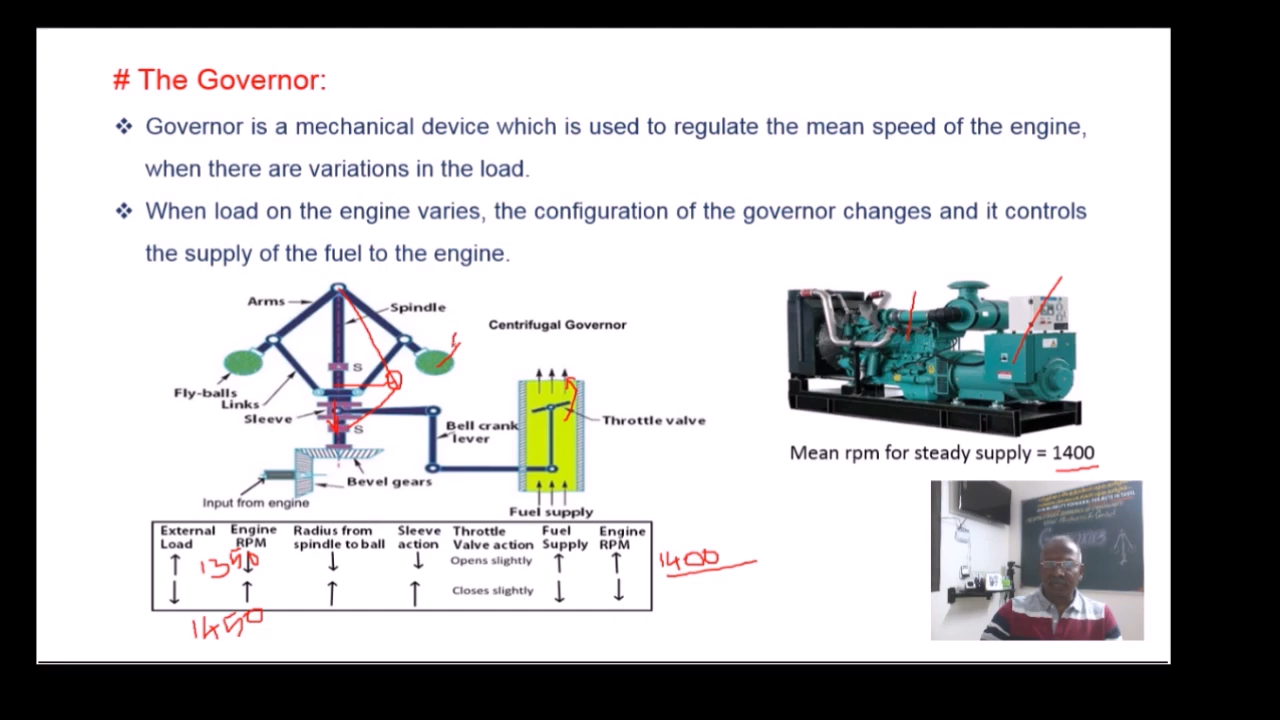 # The Governor:
❖ Governor is a mechanical device which is used to regulate the mean speed of the engine,
when there are variations in the load.
❖ When load on the engine varies, the configuration of the governor changes and it controls
the supply of the fuel to the engine.
Arms
Spindle
Centrifugal Governor
S
Fly-balls
Links
Sleeve
S
Bell crank
lever
Throttle valve
Bevel gears
Input from engine
Fuel supply
Mean rpm for steady supply = 1400
External Engine Radius from Sleeve Throttle Fuel Engine
Load RPM spindle to ball action Valve action Supply RPM
↑ 1350 ↓ ↓ ↓ Opens slightly ↑ ↑ 1400
↓ ↑ ↑ ↑ Closes slightly ↓ ↓
1450